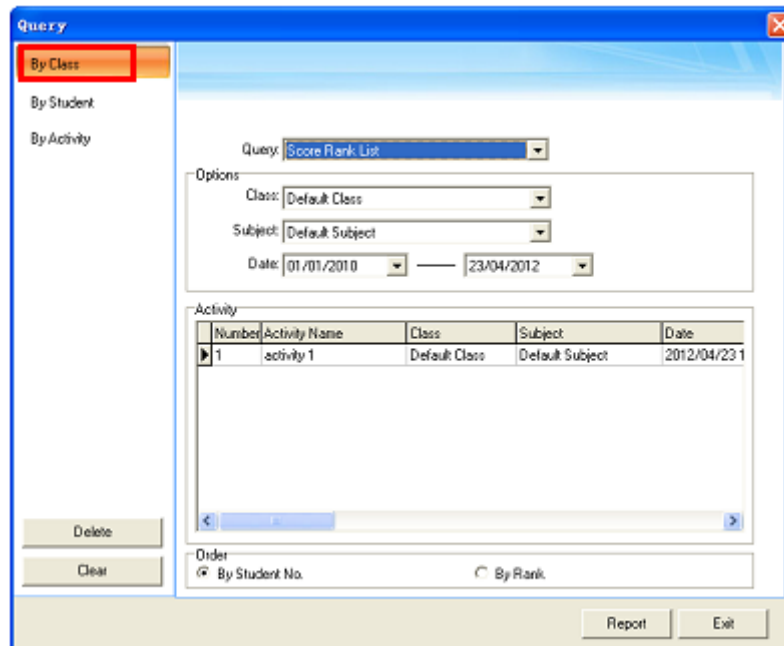 Query
By Class
By Student
By Activity
Query: Score Rank List
Options
Class: Default Class
Subject: Default Subject
Date: 01/01/2010 23/04/2012
Activity
Number Activity Name Class Subject Date
1 activity 1 Default Class Default Subject 2012/04/23 1
Delete
Clear
Order
By Student No. By Rank
Report Exit